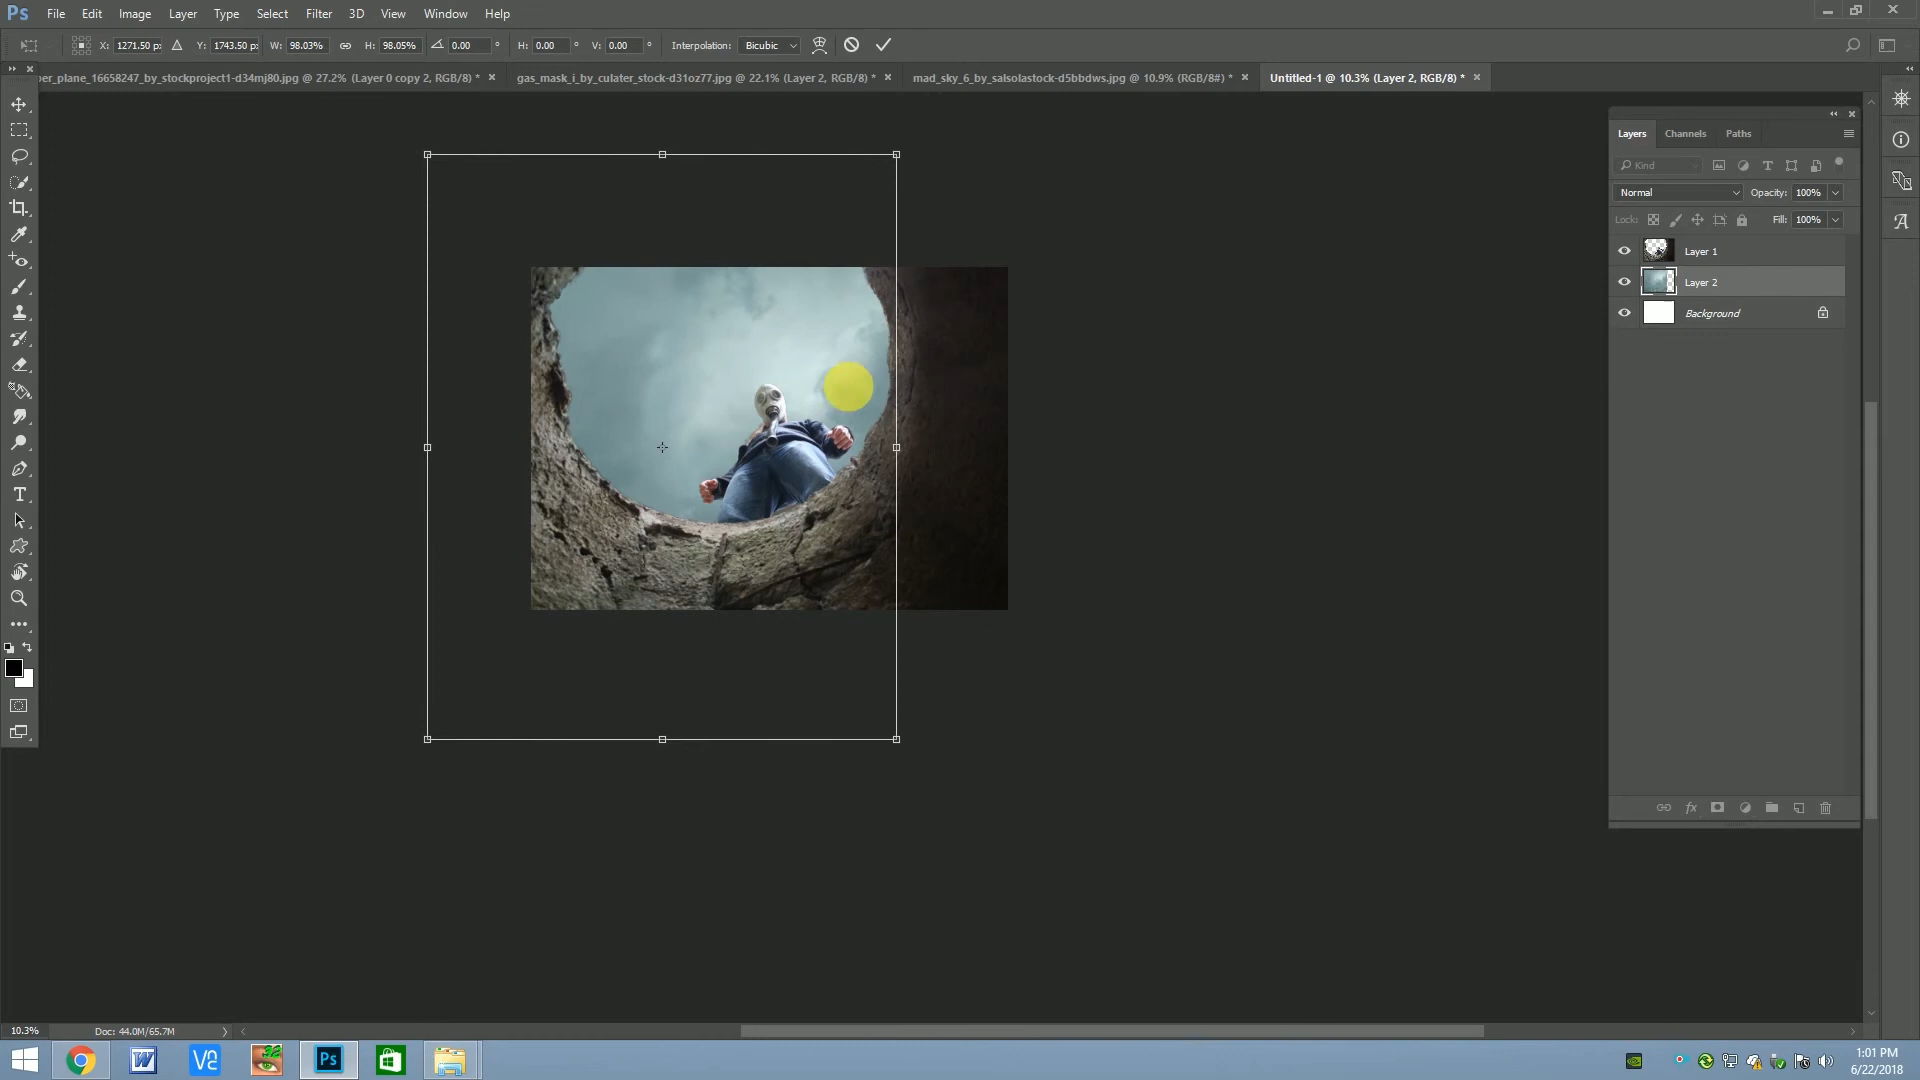 Ps File Edit Image Layer Type Select Filter 3D View Window Help
X: 1271.50 px Y: 1743.50 px W: 98.03% H: 98.05% 0.00 ° H: 0.00 ° V: 0.00 ° Interpolation: Bicubic
er_plane_16658247_by_stockproject1-d34mj80.jpg @ 27.2% (Layer 0 copy 2, RGB/8) * gas_mask_i_by_culater_stock-d31oz77.jpg @ 22.1% (Layer 2, RGB/8) * mad_sky_6_by_salsolastock-d5bbdws.jpg @ 10.9% (RGB/8#) * Untitled-1 @ 10.3% (Layer 2, RGB/8) *
Layers Channels Paths
Kind
Normal Opacity: 100%
Lock: Fill: 100%
Layer 1
Layer 2
Background
fx
10.3% Doc: 44.0M/65.7M
Ps
1:01 PM
6/22/2018